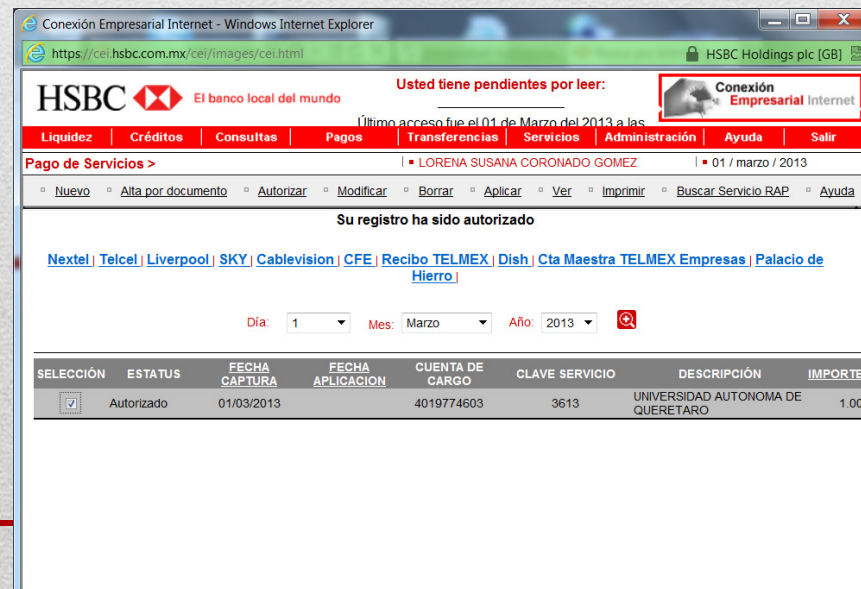 Conexión Empresarial Internet - Windows Internet Explorer
https://cei.hsbc.com.mx/cei/images/cei.html
HSBC Holdings plc [GB]
HSBC
El banco local del mundo
Usted tiene pendientes por leer:
Último acceso fue el 01 de Marzo del 2013 a las
Conexión
Empresarial Internet
Liquidez Créditos Consultas Pagos Transferencias Servicios Administración Ayuda Salir
Pago de Servicios > LORENA SUSANA CORONADO GOMEZ 01 / marzo / 2013
Nuevo Alta por documento Autorizar Modificar Borrar Aplicar Ver Imprimir Buscar Servicio RAP Ayuda
Su registro ha sido autorizado
Nextel | Telcel | Liverpool | SKY | Cablevision | CFE | Recibo TELMEX | Dish | Cta Maestra TELMEX Empresas | Palacio de
Hierro |
Día: 1 Mes: Marzo Año: 2013
SELECCIÓN ESTATUS FECHA CAPTURA FECHA APLICACION CUENTA DE CARGO CLAVE SERVICIO DESCRIPCIÓN IMPORTE
Autorizado 01/03/2013 4019774603 3613 UNIVERSIDAD AUTONOMA DE QUERETARO 1.00